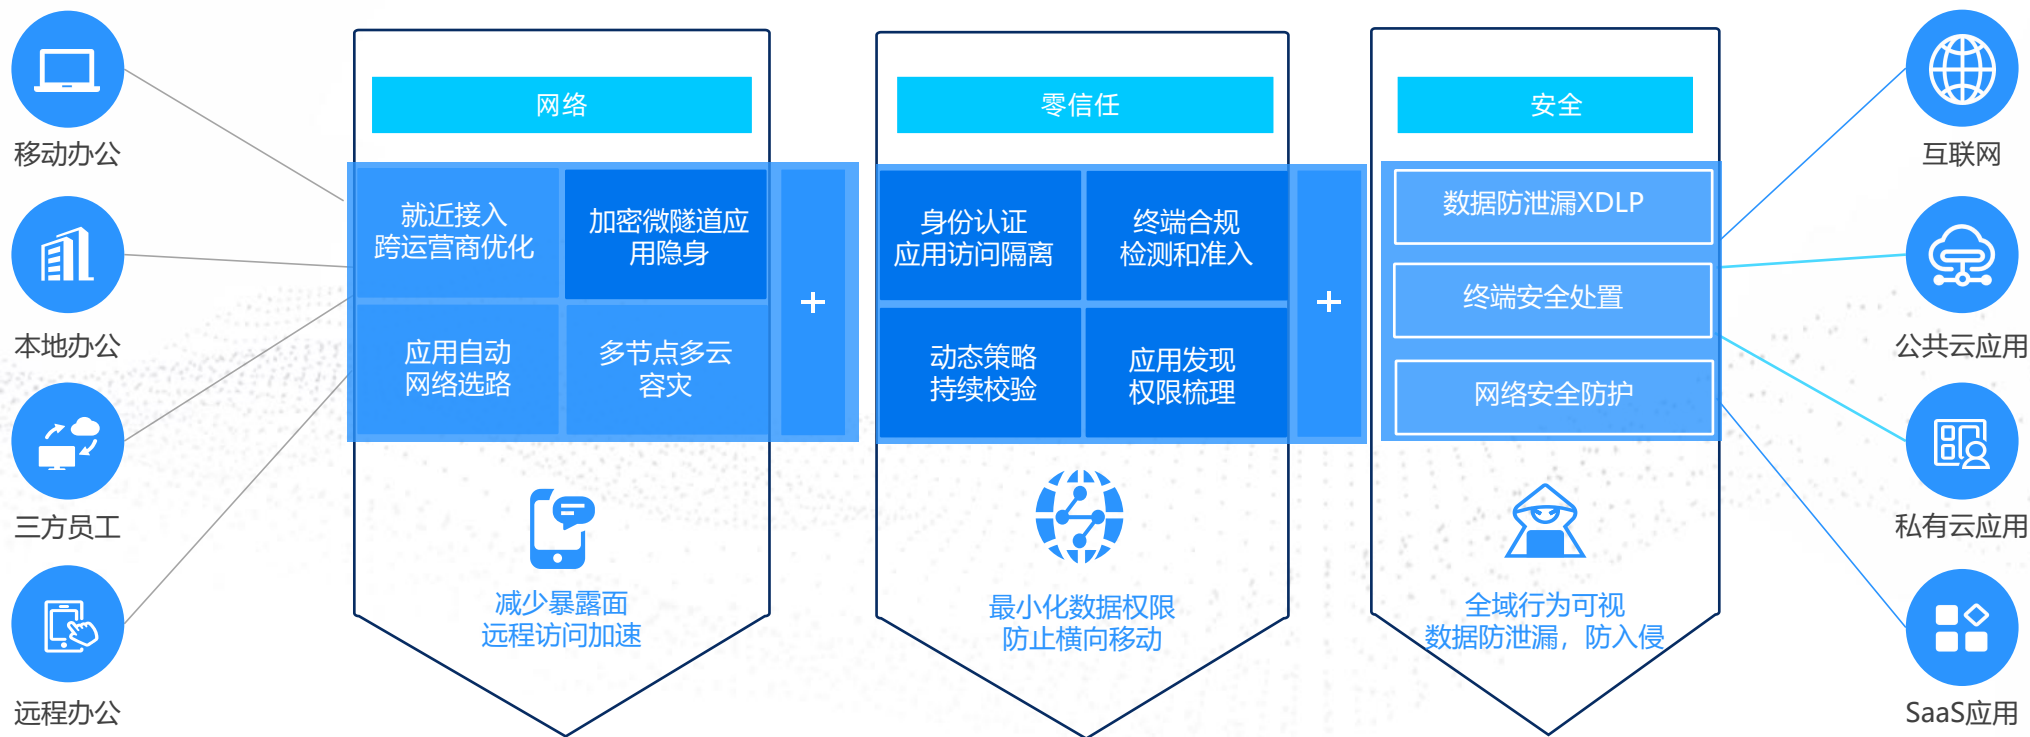 移动办公
本地办公
三方员工
远程办公
网络
就近接入
跨运营商优化
加密微隧道应
用隐身
应用自动
网络选路
多节点多云
容灾
+
减少暴露面
远程访问加速
零信任
身份认证
应用访问隔离
终端合规
检测和准入
动态策略
持续校验
应用发现
权限梳理
+
最小化数据权限
防止横向移动
安全
数据防泄漏XDLP
终端安全处置
网络安全防护
全域行为可视
数据防泄漏，防入侵
互联网
公共云应用
私有云应用
SaaS应用